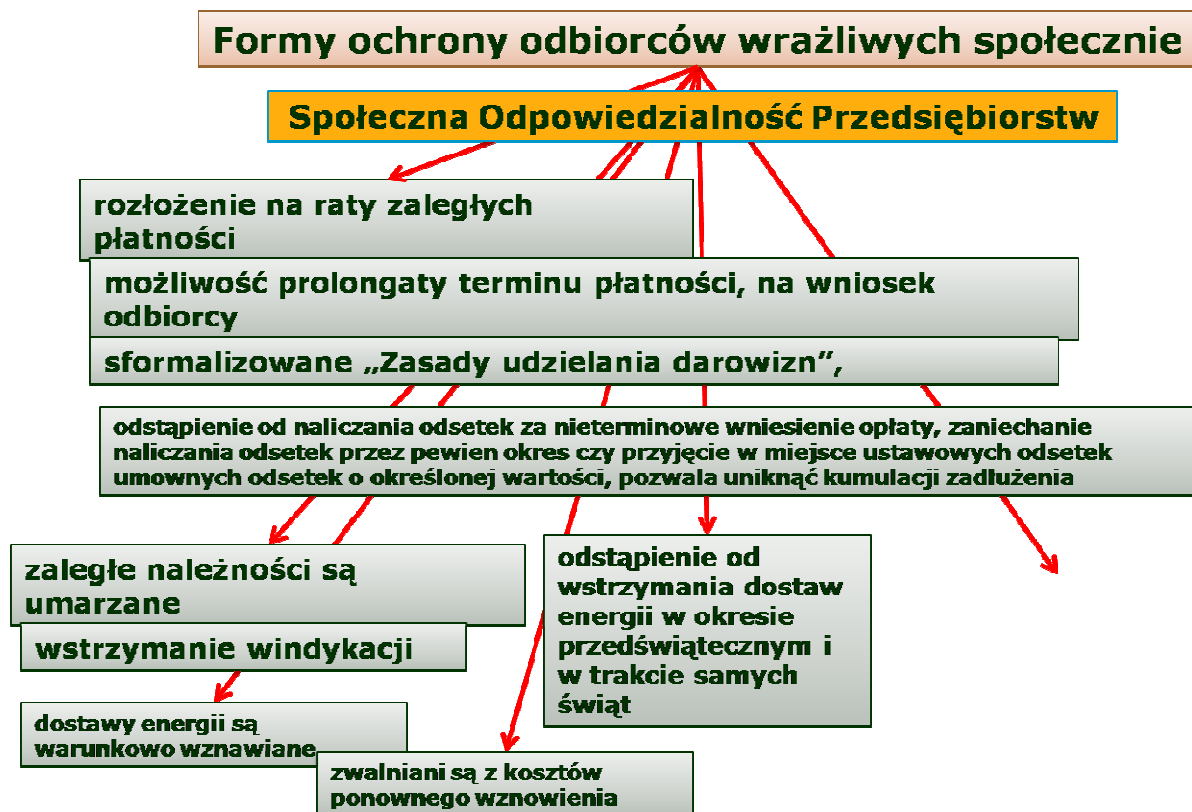 Formy ochrony odbiorców wrażliwych społecznie
Społeczna Odpowiedzialność Przedsiębiorstw
rozłożenie na raty zaległych
płatności
możliwość prolongaty terminu płatności, na wniosek
odbiorcy
sformalizowane „Zasady udzielania darowizn”,
odstąpienie od naliczania odsetek za nieterminowe wniesienie opłaty, zaniechanie
naliczania odsetek przez pewien okres czy przyjęcie w miejsce ustawowych odsetek
umownych odsetek o określonej wartości, pozwala uniknąć kumulacji zadłużenia
zaległe należności są
umarzane
wstrzymanie windykacji
dostawy energii są
warunkowo wznawiane
odstąpienie od
wstrzymania dostaw
energii w okresie
przedświątecznym i
w trakcie samych
świąt
zwalniani są z kosztów
ponownego wznowienia